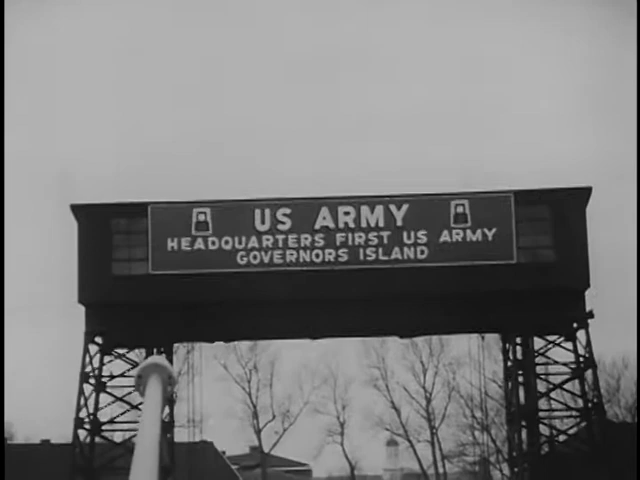 US ARMY
HEADQUARTERS FIRST US ARMY
GOVERNORS ISLAND